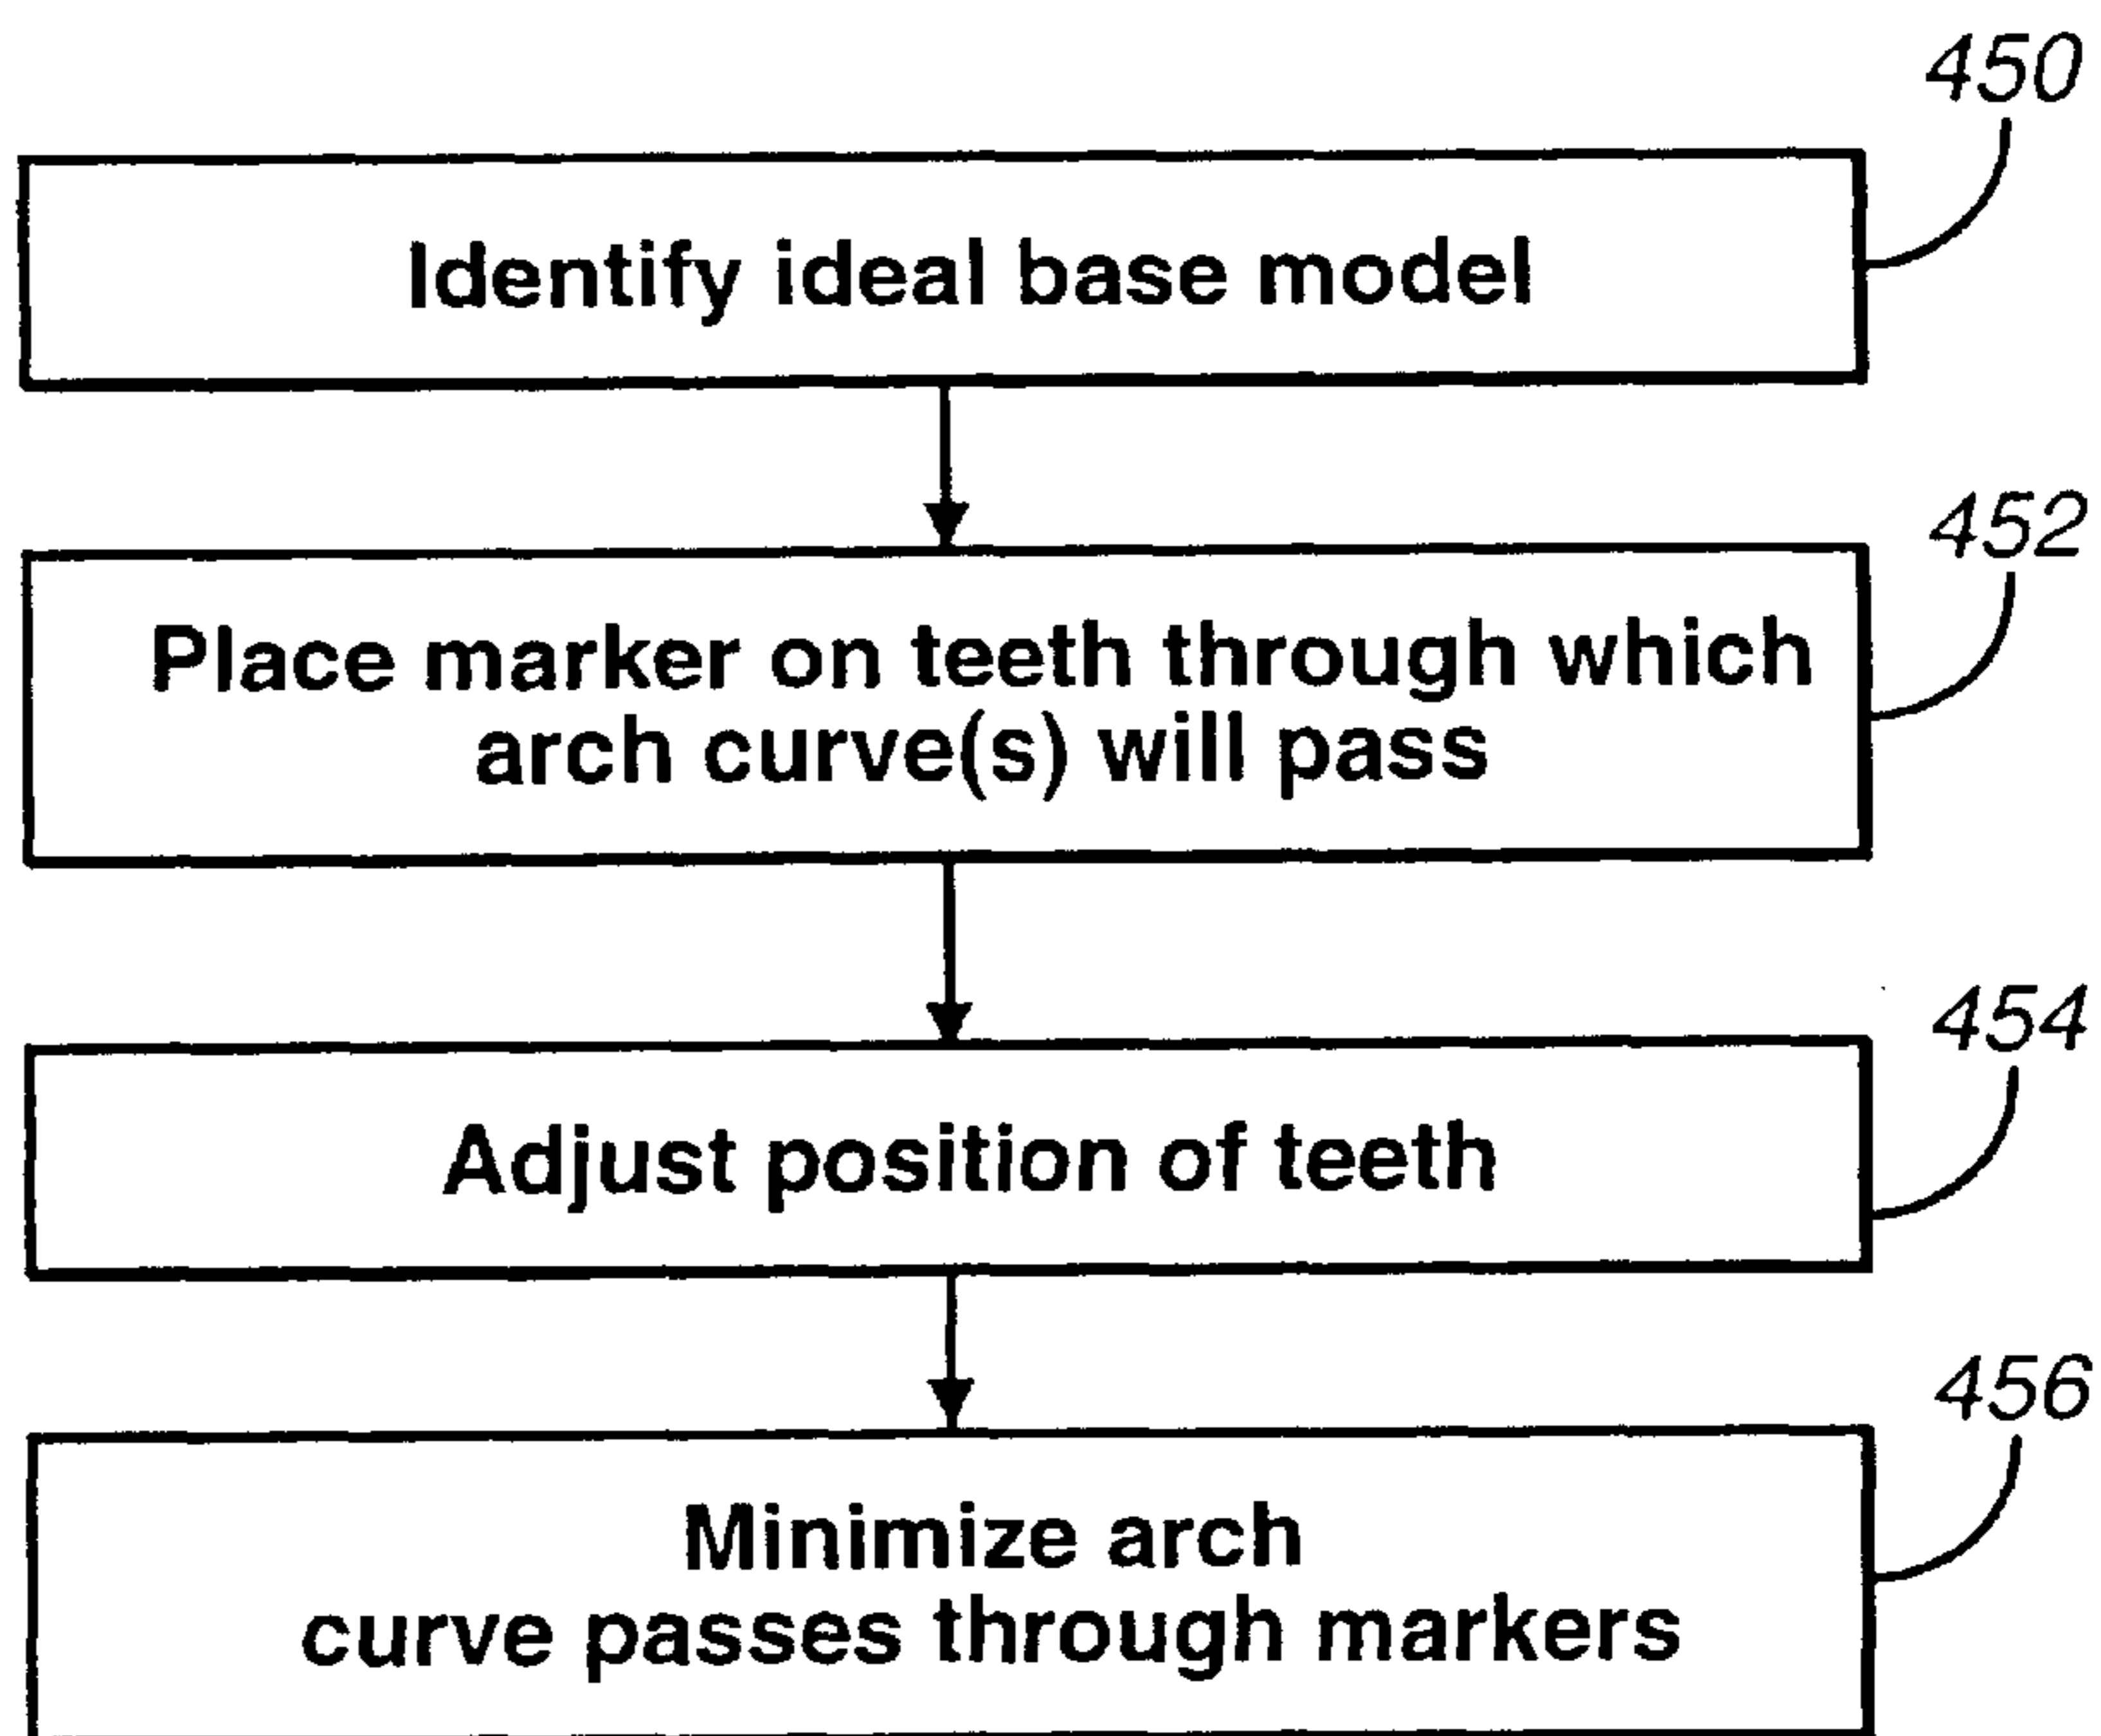 450
Identify ideal base model
452
Place marker on teeth through which
arch curve(s) will pass
454
Adjust position of teeth
456
Minimize arch
curve passes through markers